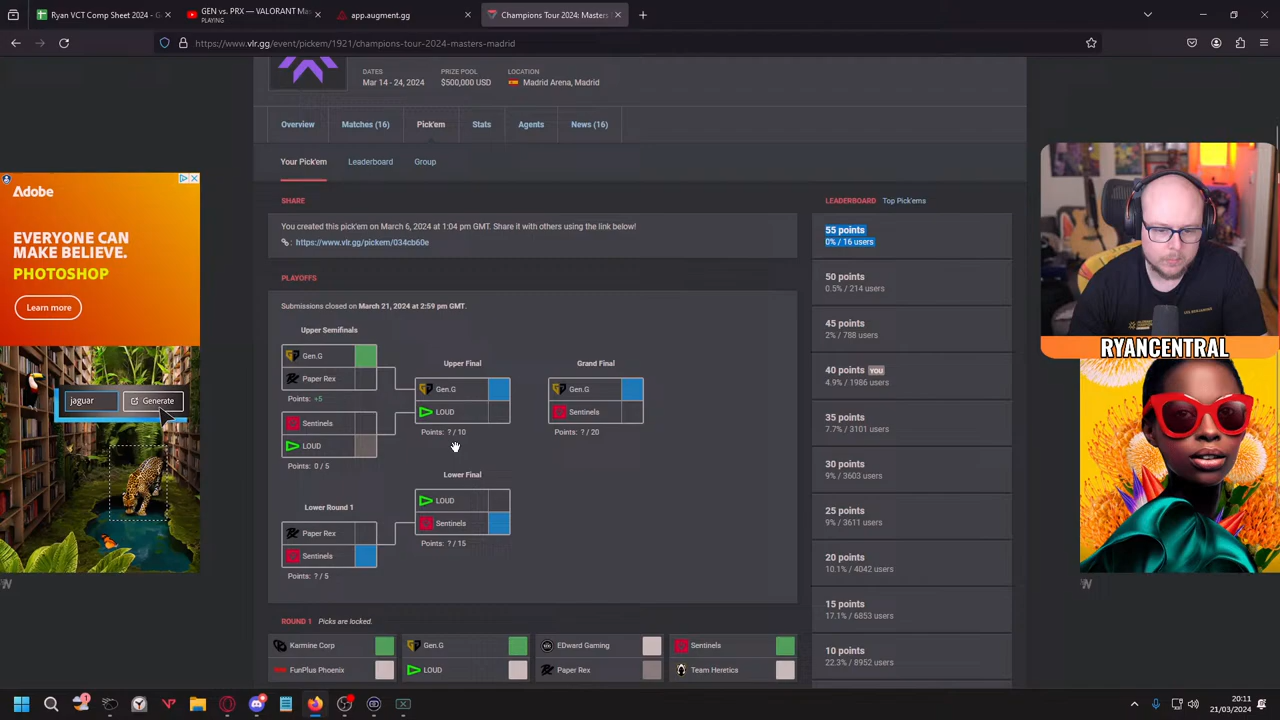 Ryan VCT Comp Sheet 2024 - G
GEN vs. PRX — VALORANT Mas
PLAYING
app.augment.gg
Champions Tour 2024: Masters
https://www.vlr.gg/event/pickem/1921/champions-tour-2024-masters-madrid
DATES
Mar 14 - 24, 2024
PRIZE POOL
$500,000 USD
LOCATION
Madrid Arena, Madrid
Overview
Matches (16)
Pick'em
Stats
Agents
News (16)
Your Pick'em
Leaderboard
Group
SHARE
You created this pick'em on March 6, 2024 at 1:04 pm GMT. Share it with others using the link below!
: https://www.vlr.gg/pickem/034cb60e
PLAYOFFS
Submissions closed on March 21, 2024 at 2:59 pm GMT.
Upper Semifinals
Gen.G
Paper Rex
Points: +5
Sentinels
LOUD
Points: 0 / 5
Lower Round 1
Paper Rex
Sentinels
Points: ? / 5
Upper Final
Gen.G
LOUD
Points: ? / 10
Lower Final
LOUD
Sentinels
Points: ? / 15
Grand Final
Gen.G
Sentinels
Points: ? / 20
ROUND 1 Picks are locked.
Karmine Corp
FunPlus Phoenix
Gen.G
LOUD
EDward Gaming
Paper Rex
Sentinels
Team Heretics
LEADERBOARD Top Pick'ems
55 points
0% / 16 users
50 points
0.5% / 214 users
45 points
2% / 788 users
40 points you
4.9% / 1986 users
35 points
7.7% / 3101 users
30 points
9% / 3603 users
25 points
9% / 3611 users
20 points
10.1% / 4042 users
15 points
17.1% / 6853 users
10 points
22.3% / 8952 users
Adobe
EVERYONE CAN
MAKE BELIEVE.
PHOTOSHOP
Learn more
jaguar
Generate
RYANCENTRAL
20:11
21/03/2024